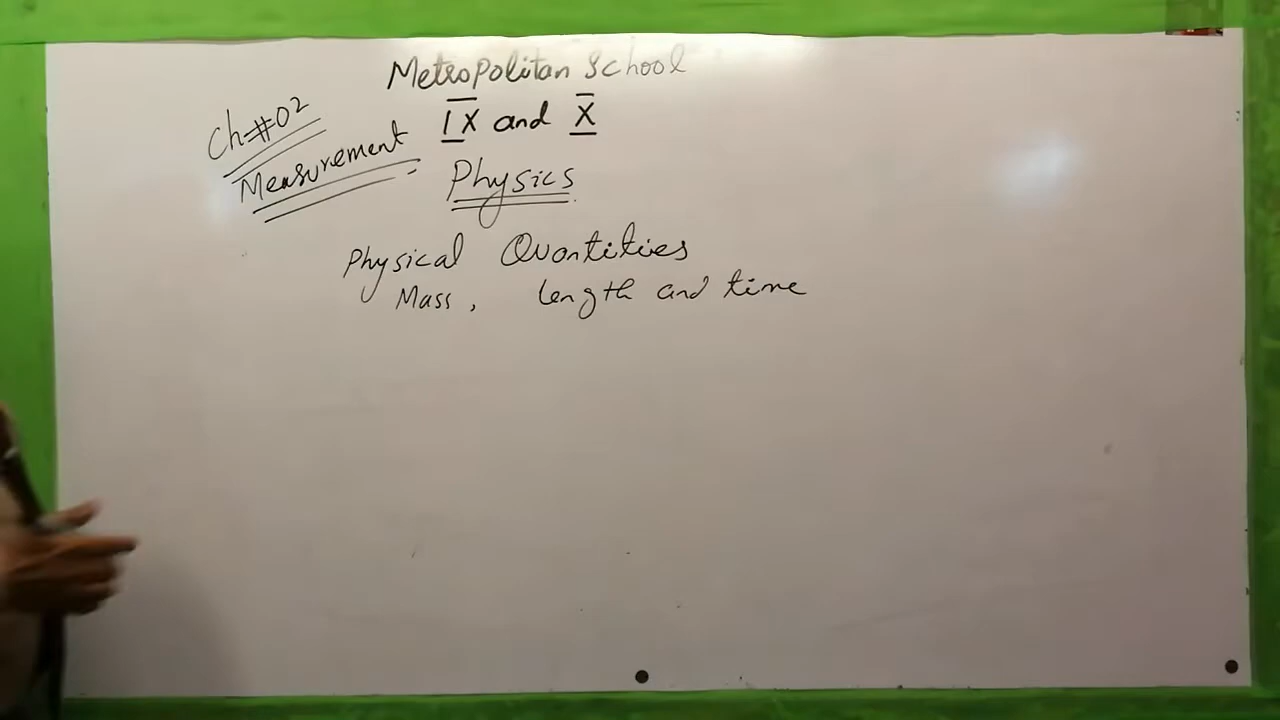 Metropolitan School
Ch#02
IX and X
Measurement
Physics
Physical Quantities
Mass, length and time